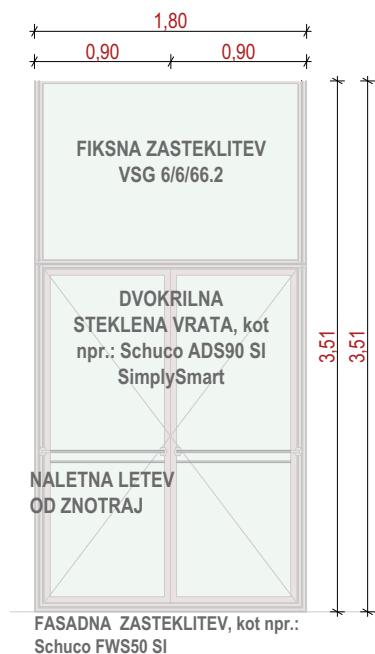 1,80
0,90 0,90
FIKSNA ZASTEKLITEV
VSG 6/6/66.2
DVOKRILNA
STEKLENA VRATA, kot
npr.: Schuco ADS90 SI
SimplySmart
3,51
3,51
NALETNA LETEV
OD ZNOTRAJ
FASADNA ZASTEKLITEV, kot npr.:
Schuco FWS50 SI